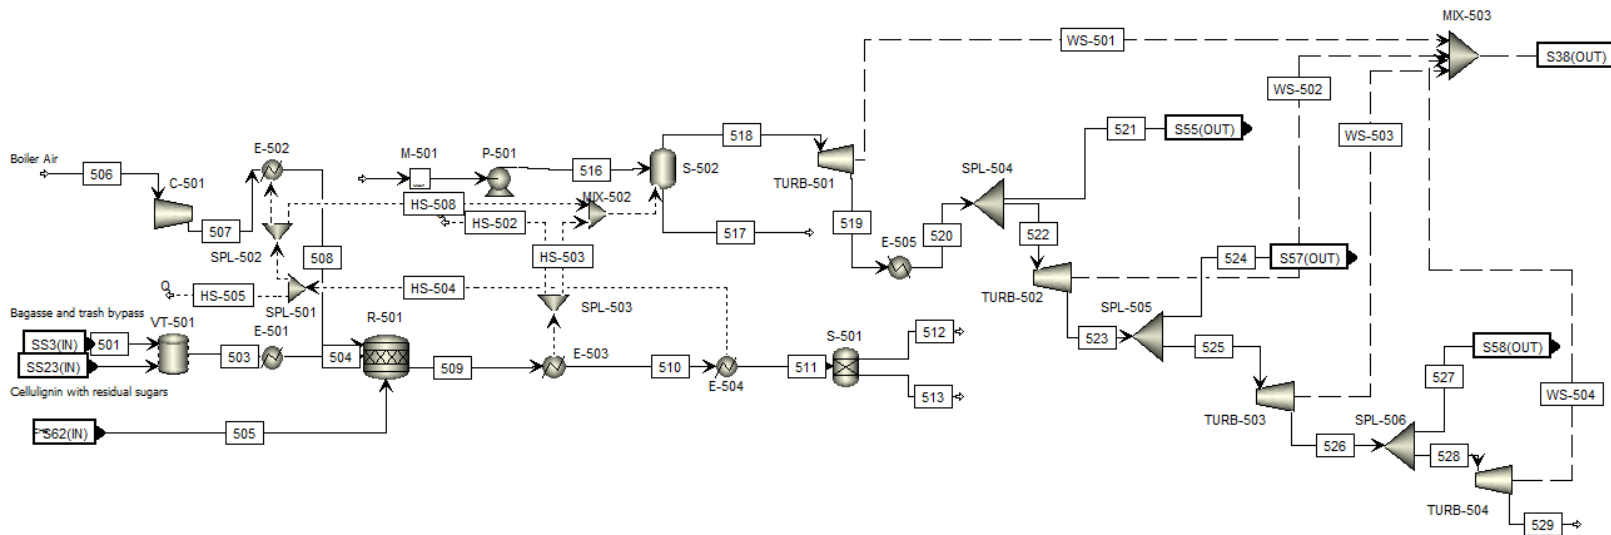 MIX-503
WS-501
S38(OUT)
WS-502
518
521
S55(OUT)
WS-503
Boiler Air
506
E-502
M-501
P-501
516
S-502
TURB-501
SPL-504
C-501
MIX-502
HS-508
HS-502
507
508
517
519
520
522
E-505
SPL-502
HS-503
524
S57(OUT)
Q
HS-505
HS-504
SPL-501
SPL-503
TURB-502
SPL-505
Bagasse and trash bypass
VT-501
E-501
R-501
S-501
512
523
525
S58(OUT)
SS3(IN)
501
503
504
509
E-503
510
E-504
511
SS23(IN)
513
527
WS-504
Cellulignin with residual sugars
TURB-503
SPL-506
S62(IN)
505
526
528
TURB-504
529